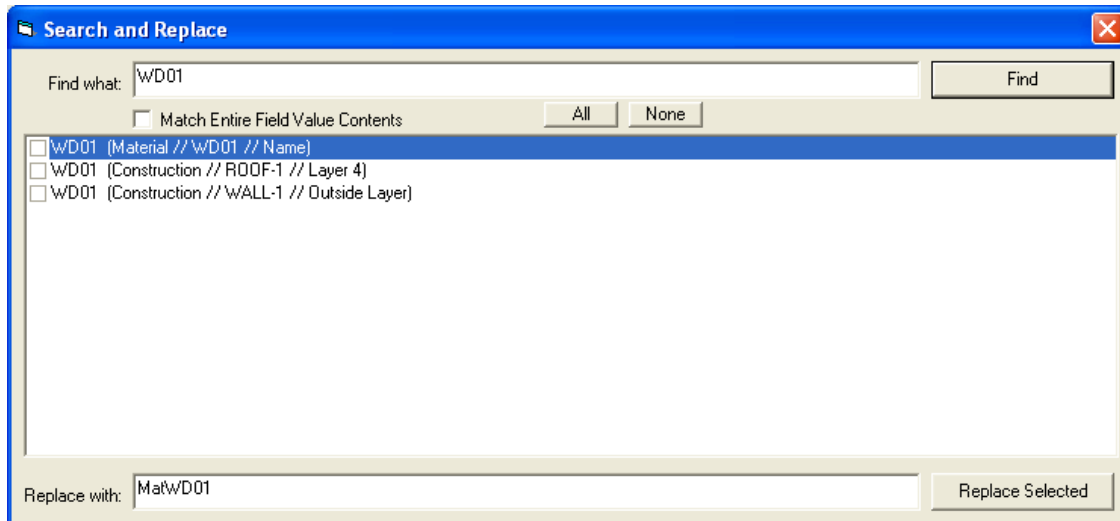 Search and Replace
Find what: WD01 Find
Match Entire Field Value Contents All None
WD01 (Material // WD01 // Name)
WD01 (Construction // ROOF-1 // Layer 4)
WD01 (Construction // WALL-1 // Outside Layer)
Replace with: MatWD01 Replace Selected